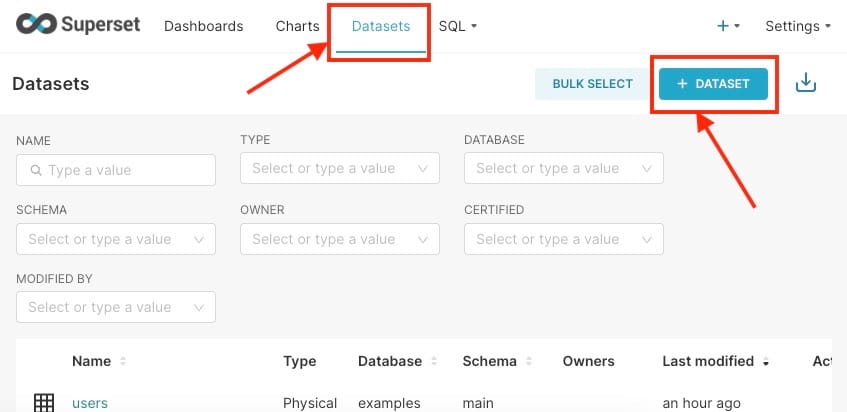 Superset Dashboards Charts Datasets SQL + Settings
Datasets BULK SELECT + DATASET
NAME TYPE DATABASE
Type a value Select or type a value Select or type a value
SCHEMA OWNER CERTIFIED
Select or type a value Select or type a value Select or type a value
MODIFIED BY
Select or type a value
Name Type Database Schema Owners Last modified Act
users Physical examples main an hour ago